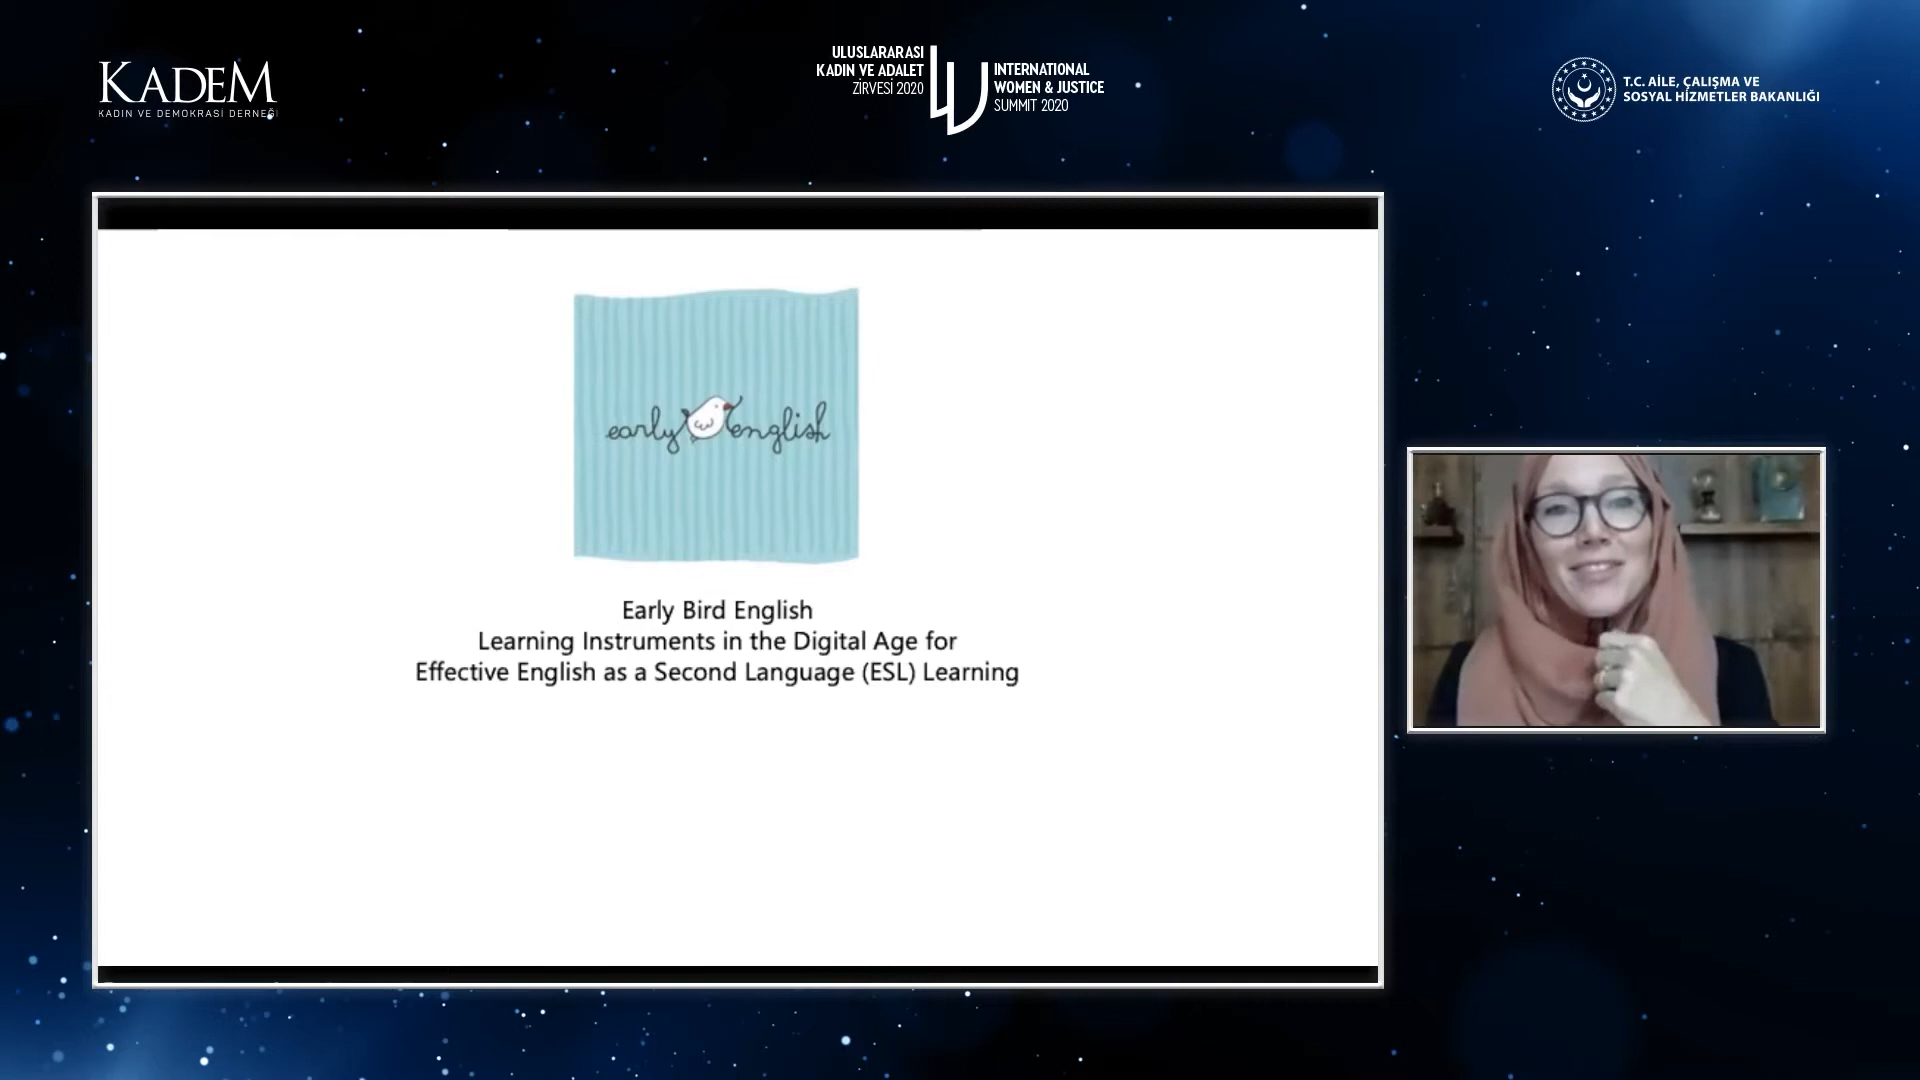 KADEM
KADIN VE DEMOKRASİ DERNEĞİ
ULUSLARARASI
KADIN VE ADALET
ZİRVESİ 2020
INTERNATIONAL
WOMEN & JUSTICE
SUMMIT 2020
T.C. AİLE, ÇALIŞMA VE
SOSYAL HİZMETLER BAKANLIĞI
early english
Early Bird English
Learning Instruments in the Digital Age for
Effective English as a Second Language (ESL) Learning